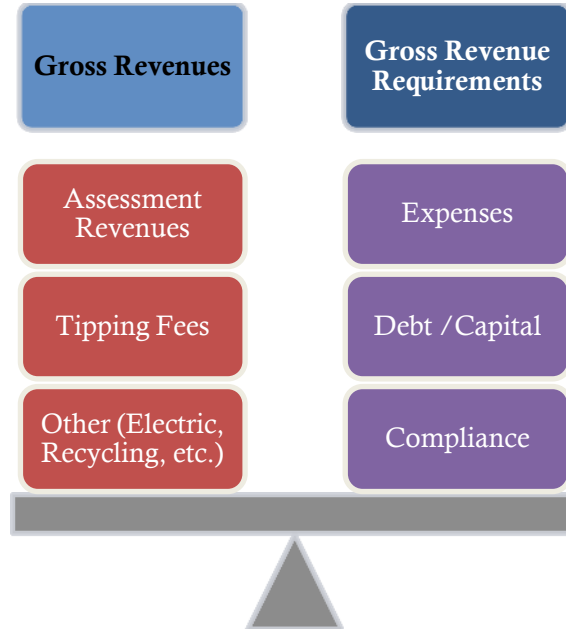 Gross Revenues
Gross Revenue
Requirements
Assessment
Revenues
Expenses
Tipping Fees
Debt /Capital
Other (Electric,
Recycling, etc.)
Compliance